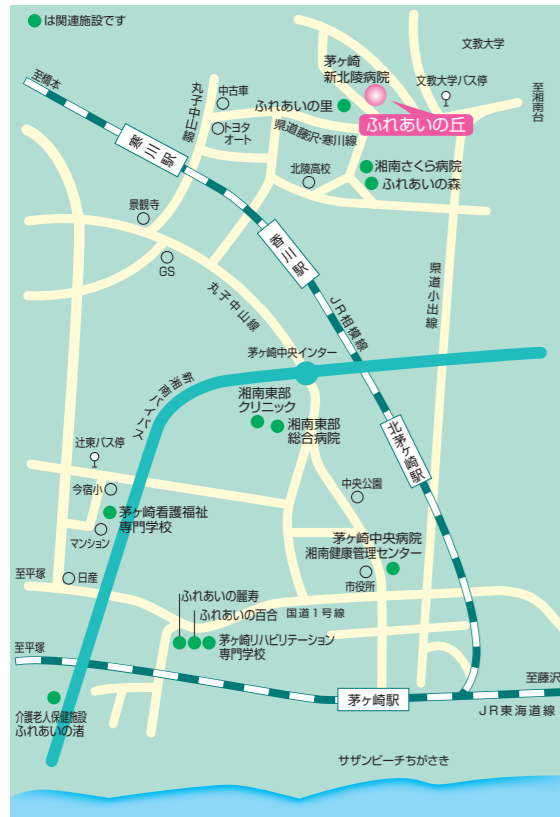 ●は関連施設です
文教大学
茅ヶ崎
新北陵病院
文教大学バス停
至橋本
丸子中山線
中古車
ふれあいの里
至湘南台
ふれあいの丘
トヨタ
オート
県道藤沢・寒川線
寒川駅
北陵高校
湘南さくら病院
ふれあいの森
景観寺
香川駅
GS
丸子中山線
県道小出線
JR相模線
茅ヶ崎中央インター
新湘南バイパス
湘南東部
クリニック
湘南東部
総合病院
北茅ヶ崎駅
辻東バス停
今宿小
中央公園
茅ヶ崎看護福祉
専門学校
マンション
茅ヶ崎中央病院
湘南健康管理センター
至平塚
日産
市役所
ふれあいの麗寿
ふれあいの百合
国道1号線
茅ヶ崎リハビリテーション
専門学校
至平塚
至藤沢
茅ヶ崎駅
JR東海道線
介護老人保健施設
ふれあいの渚
サザンビーチちがさき